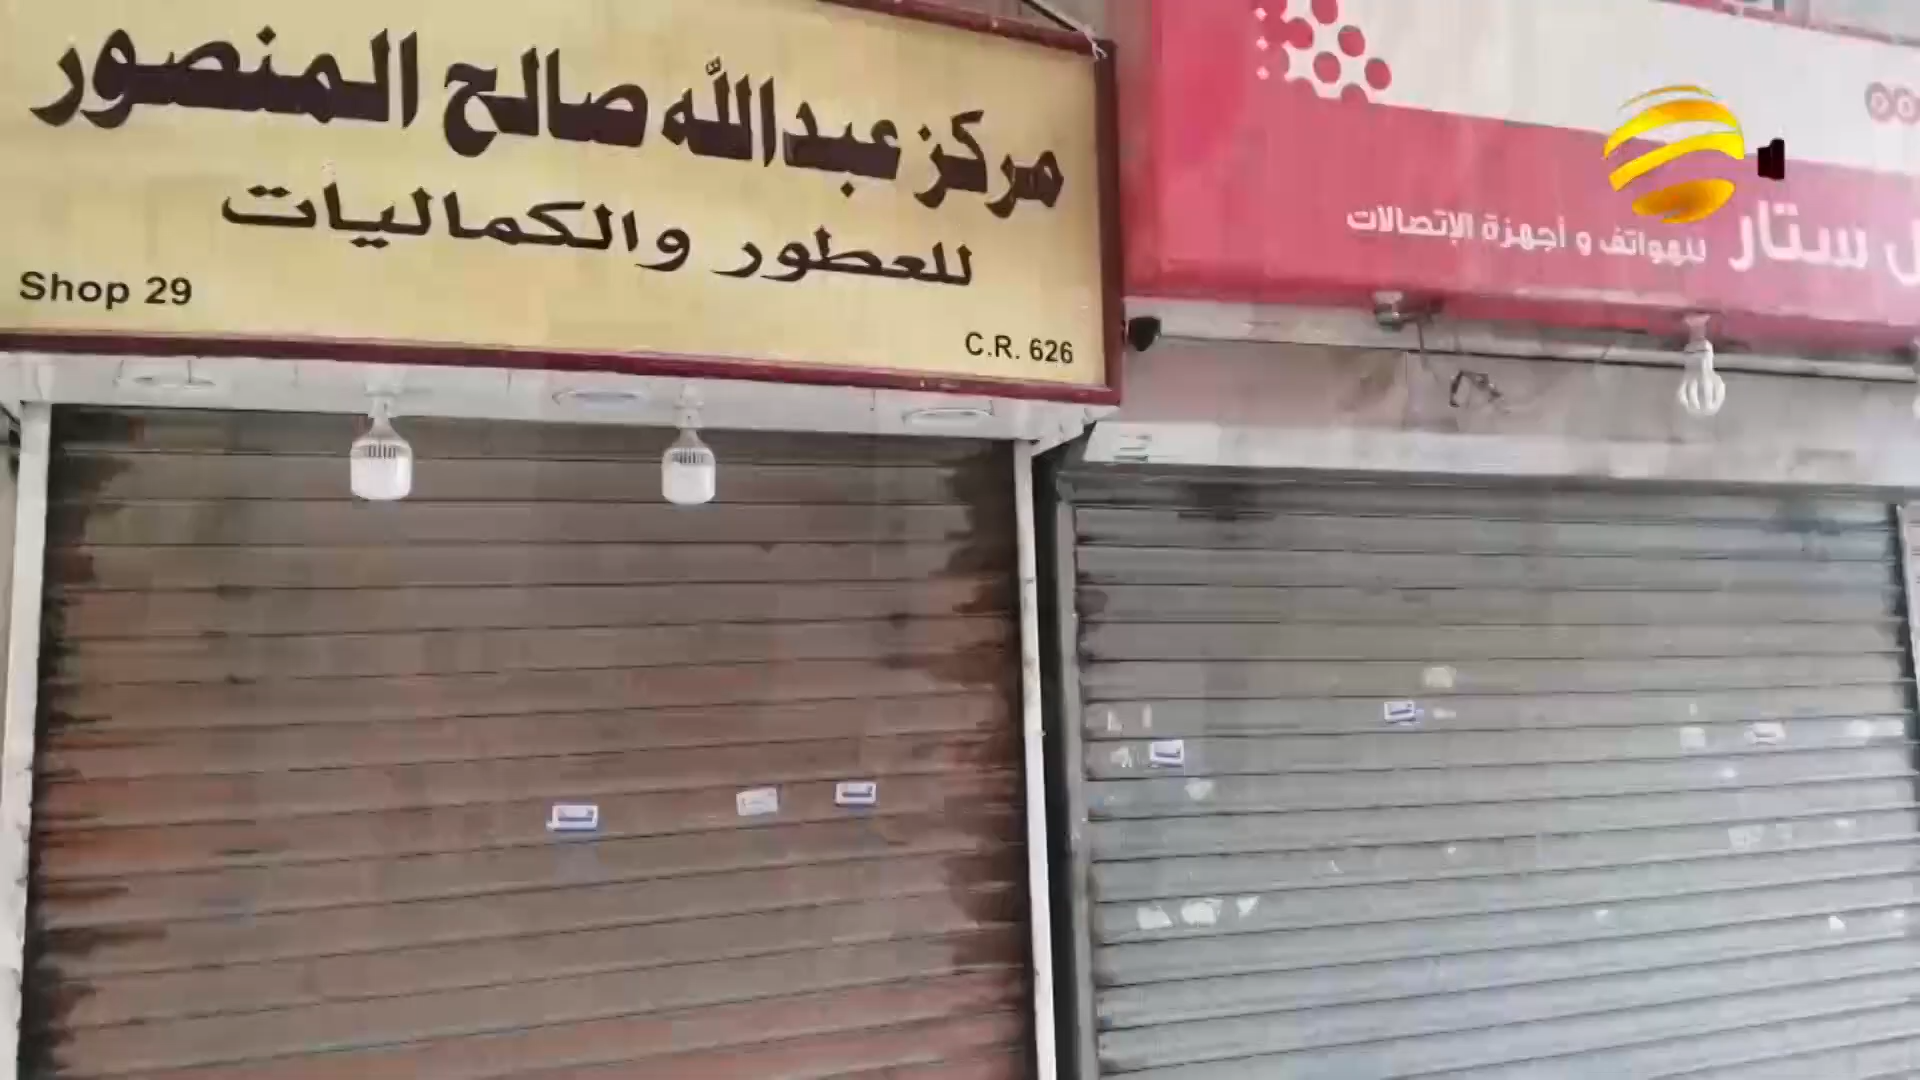 مركز عبدالله صالح المنصور
للعطور والكماليات
Shop 29
C.R. 626
ستار للهواتف و أجهزة الإتصالات